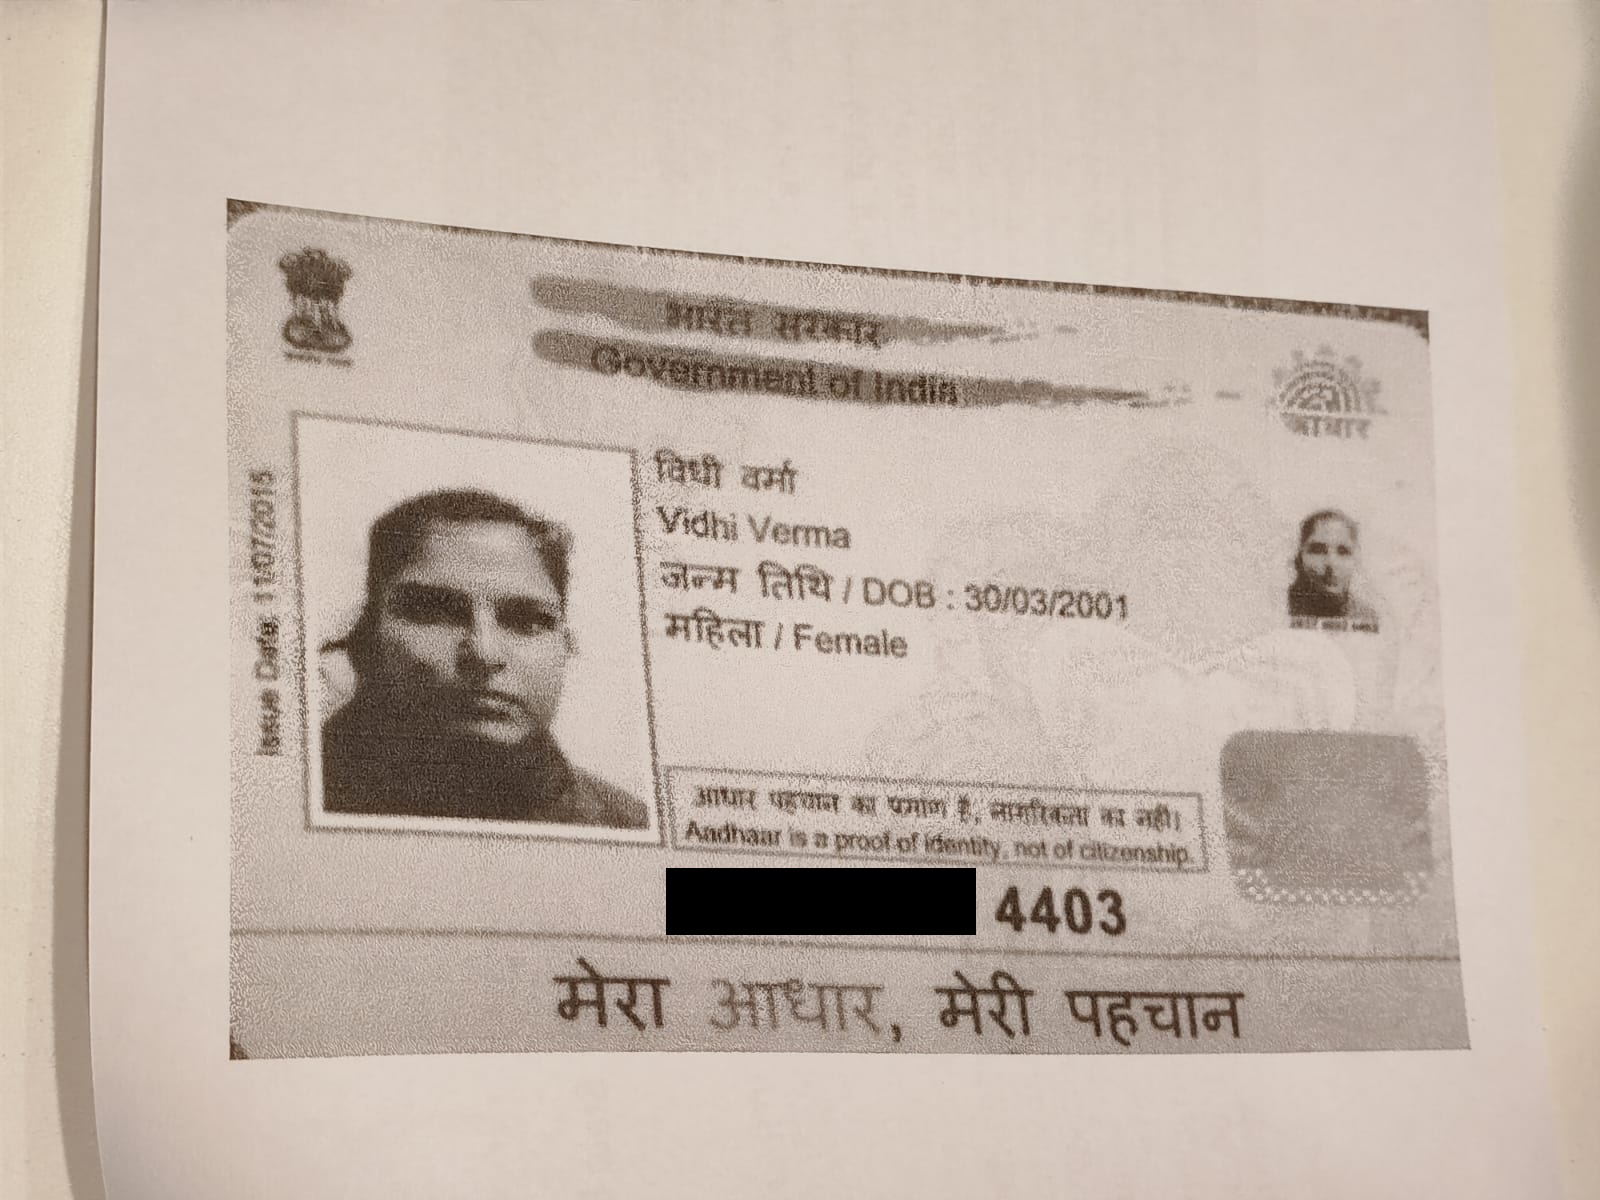 भारत सरकार
Government of India
आधार
Issue Date: 11/07/2015
विधी वर्मा
Vidhi Verma
जन्म तिथि / DOB : 30/03/2001
महिला / Female
आधार पहचान का प्रमाण है, नागरिकता का नही।
Aadhaar is a proof of identity, not of citizenship.
4403
मेरा आधार, मेरी पहचान